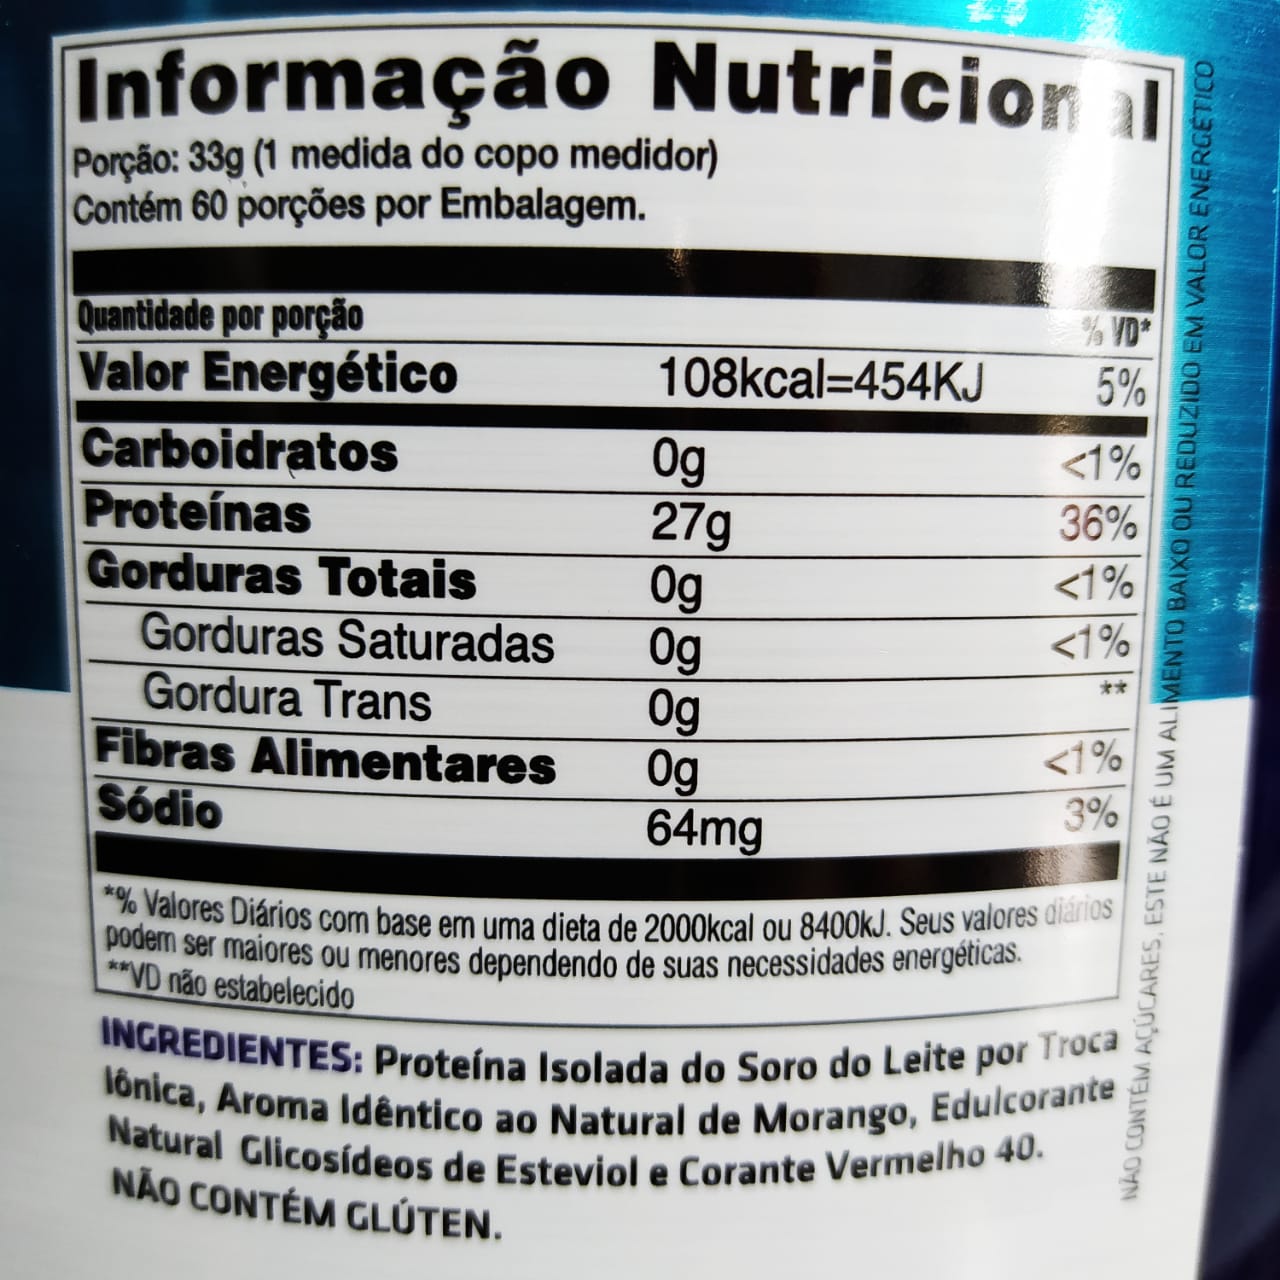 Informação Nutricional
Porção: 33g (1 medida do copo medidor)
Contém 60 porções por Embalagem.
Quantidade por porção % VD*
Valor Energético 108kcal=454KJ 5%
Carboidratos 0g <1%
Proteínas 27g 36%
Gorduras Totais 0g <1%
Gorduras Saturadas 0g <1%
Gordura Trans 0g **
Fibras Alimentares 0g <1%
Sódio 64mg 3%
*% Valores Diários com base em uma dieta de 2000kcal ou 8400kJ. Seus valores diários
podem ser maiores ou menores dependendo de suas necessidades energéticas.
**VD não estabelecido
INGREDIENTES: Proteína Isolada do Soro do Leite por Troca
Iônica, Aroma Idêntico ao Natural de Morango, Edulcorante
Natural Glicosídeos de Esteviol e Corante Vermelho 40.
NÃO CONTÉM GLÚTEN.
NÃO CONTÉM AÇÚCARES, ESTE NÃO É UM ALIMENTO BAIXO OU REDUZIDO EM VALOR ENERGÉTICO